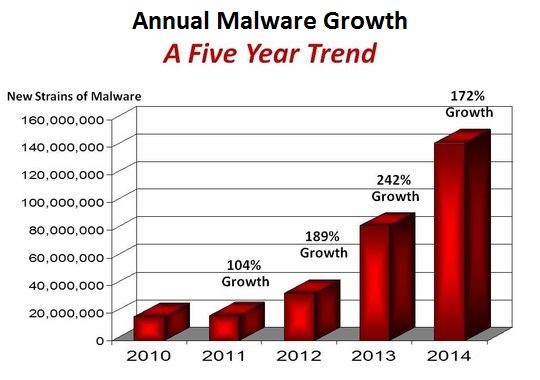 Annual Malware Growth
A Five Year Trend
New Strains of Malware
172%
Growth
160,000,000
140,000,000
120,000,000
100,000,000
80,000,000
60,000,000
40,000,000
20,000,000
0
242%
Growth
189%
Growth
104%
Growth
2010 2011 2012 2013 2014